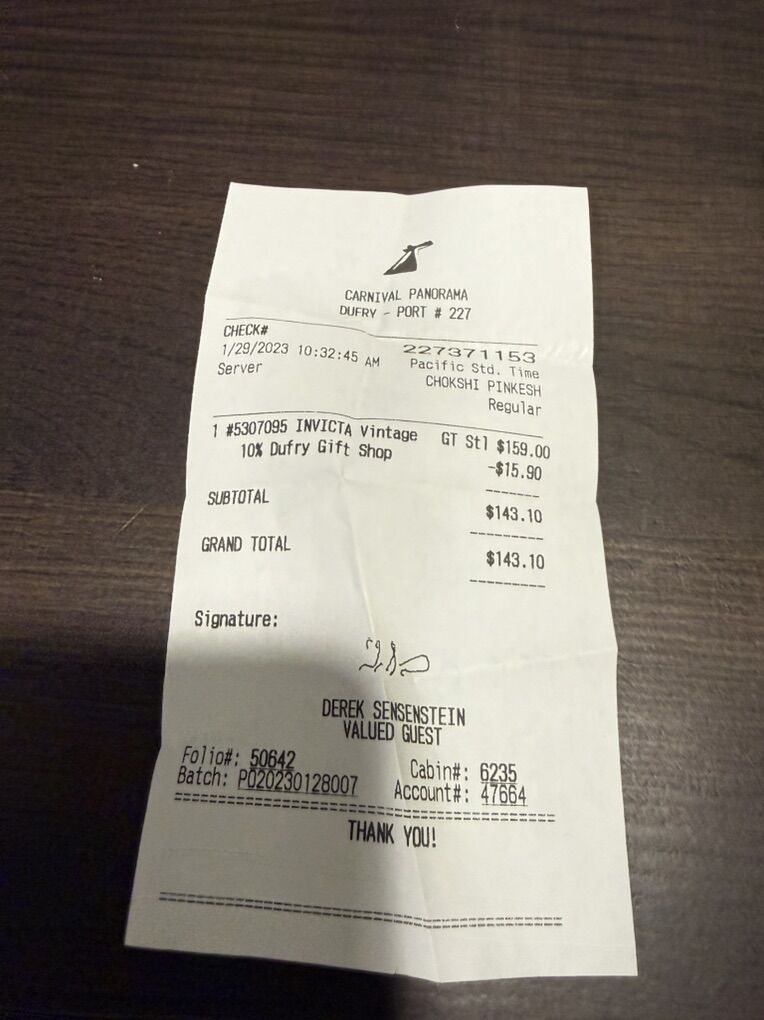 CARNIVAL PANORAMA
DUFRY - PORT # 227
CHECK# 227371153
1/29/2023 10:32:45 AM Pacific Std. Time
Server CHOKSHI PINKESH
Regular
1 #5307095 INVICTA Vintage GT Stl $159.00
10% Dufry Gift Shop -$15.90
SUBTOTAL $143.10
GRAND TOTAL $143.10
Signature:
DEREK SENSENSTEIN
VALUED GUEST
Folio#: 50642 Cabin#: 6235
Batch: P020230128007 Account#: 47664
THANK YOU!